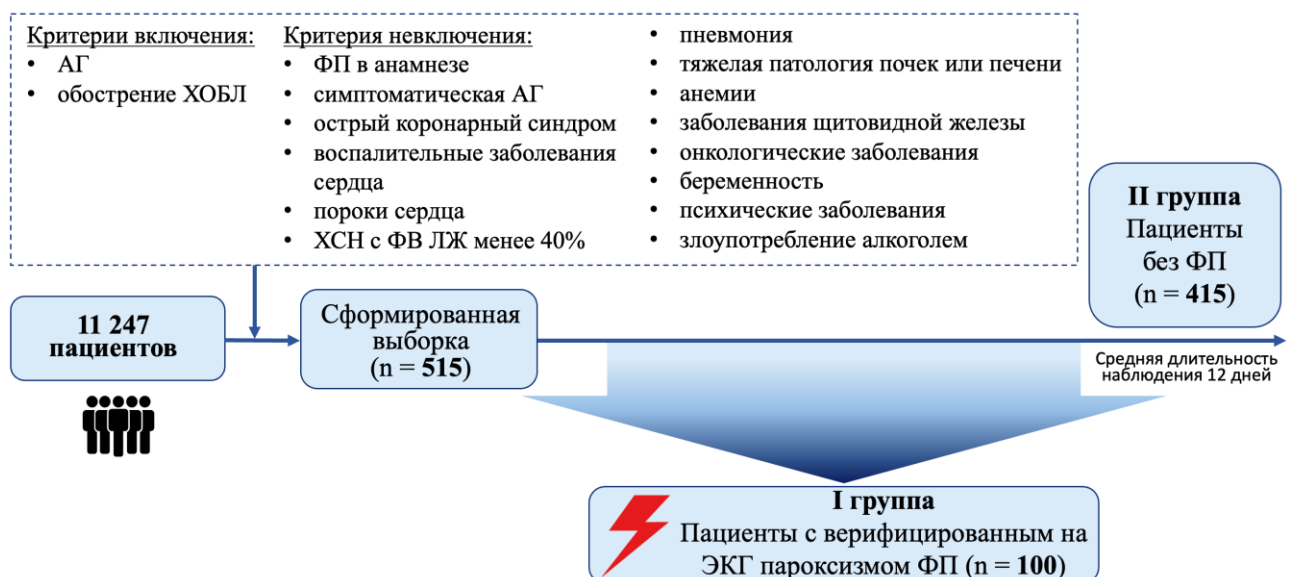 Критерии включения:
• АГ
• обострение ХОБЛ
Критерия невключения:
• ФП в анамнезе
• симптоматическая АГ
• острый коронарный синдром
• воспалительные заболевания
сердца
• пороки сердца
• ХСН с ФВ ЛЖ менее 40%
• пневмония
• тяжелая патология почек или печени
• анемии
• заболевания щитовидной железы
• онкологические заболевания
• беременность
• психические заболевания
• злоупотребление алкоголем
11 247
пациентов
Сформированная
выборка
(n = 515)
II группа
Пациенты
без ФП
(n = 415)
Средняя длительность
наблюдения 12 дней
I группа
Пациенты с верифицированным на
ЭКГ пароксизмом ФП (n = 100)